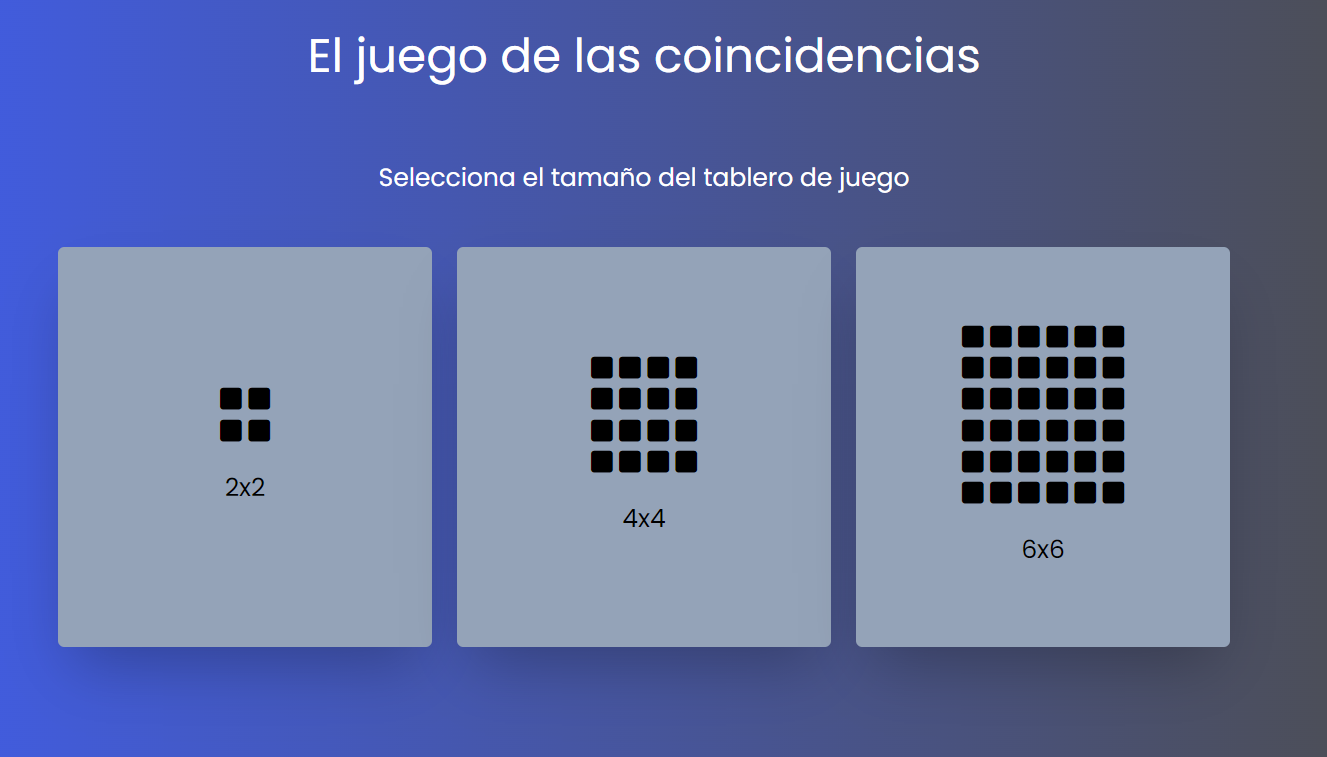 El juego de las coincidencias
Selecciona el tamaño del tablero de juego
2x2
4x4
6x6